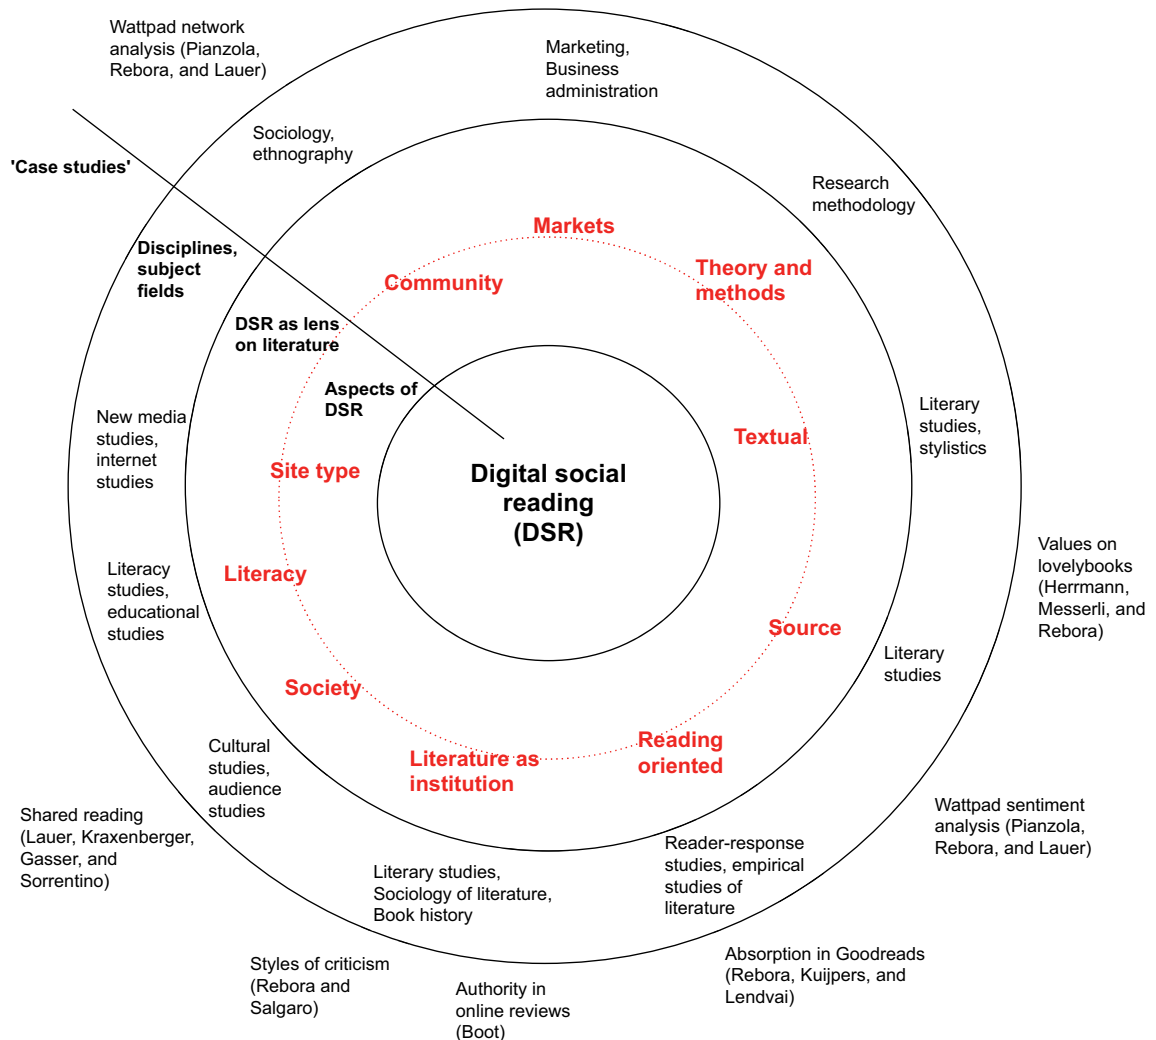 Wattpad network
analysis (Pianzola,
Rebora, and Lauer)
Marketing,
Business
administration
Sociology,
ethnography
'Case studies'
Research
methodology
Disciplines,
subject
fields
Markets
Community
Theory and
methods
DSR as lens
on literature
Aspects of
DSR
New media
studies,
internet
studies
Literary
studies,
stylistics
Textual
Site type
Digital social
reading
(DSR)
Values on
lovelybooks
(Herrmann,
Messerli, and
Rebora)
Literacy
studies,
educational
studies
Literacy
Source
Literary
studies
Society
Reading
oriented
Literature as
institution
Cultural
studies,
audience
studies
Shared reading
(Lauer, Kraxenberger,
Gasser, and
Sorrentino)
Wattpad sentiment
analysis (Pianzola,
Rebora, and Lauer)
Reader-response
studies, empirical
studies of
literature
Literary studies,
Sociology of literature,
Book history
Absorption in Goodreads
(Rebora, Kuijpers, and
Lendvai)
Styles of criticism
(Rebora and
Salgaro)
Authority in
online reviews
(Boot)